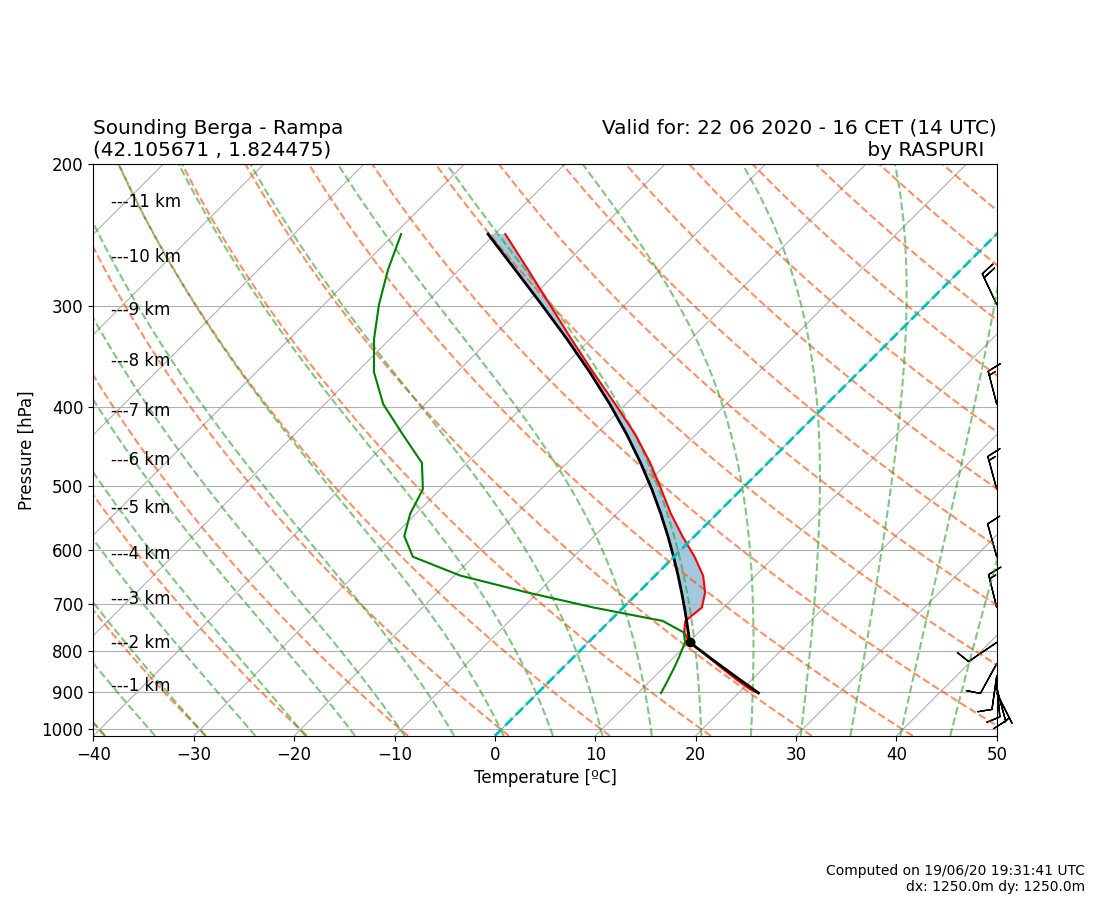 Sounding Berga - Rampa
(42.105671 , 1.824475)
Valid for: 22 06 2020 - 16 CET (14 UTC)
by RASPURI
200
300
400
500
600
700
800
900
1000
Pressure [hPa]
---11 km
---10 km
---9 km
---8 km
---7 km
---6 km
---5 km
---4 km
---3 km
---2 km
---1 km
−40 −30 −20 −10 0 10 20 30 40 50
Temperature [ºC]
Computed on 19/06/20 19:31:41 UTC
dx: 1250.0m dy: 1250.0m